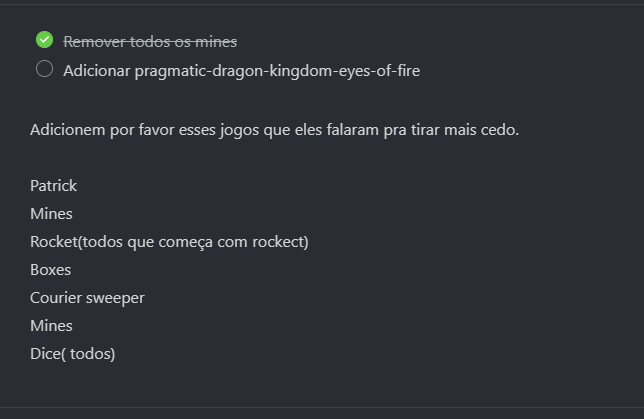 Remover todos os mines
Adicionar pragmatic-dragon-kingdom-eyes-of-fire
Adicionem por favor esses jogos que eles falaram pra tirar mais cedo.
Patrick
Mines
Rocket(todos que começa com rockect)
Boxes
Courier sweeper
Mines
Dice( todos)